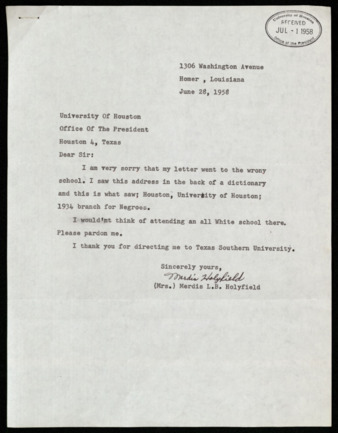 University of Houston
RECEIVED
JUL - 1 1958
Office of the President
1306 Washington Avenue
Homer , Louisiana
June 28, 1958
University Of Houston
Office Of The President
Houston 4, Texas
Dear Sir:
I am very sorry that my letter went to the wrong
school. I saw this address in the back of a dictionary
and this is what saw; Houston, University of Houston;
1934 branch for Negroes.
I would'nt think of attending an all White school there.
Please pardon me.
I thank you for directing me to Texas Southern University.
Sincerely yours,
Merdis Holyfield
(Mrs.) Merdis L.B. Holyfield